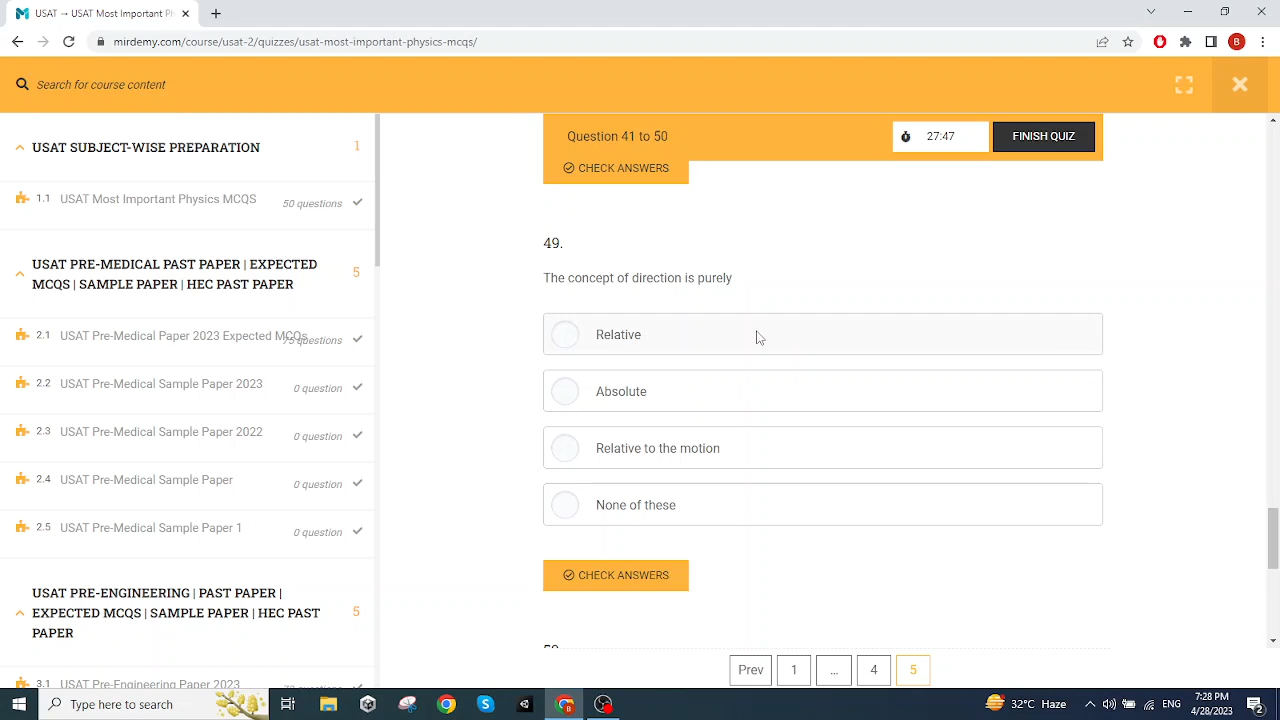 USAT → USAT Most Important Ph
mirdemy.com/course/usat-2/quizzes/usat-most-important-physics-mcqs/
B
Search for course content
USAT SUBJECT-WISE PREPARATION 1
1.1 USAT Most Important Physics MCQS 50 questions
USAT PRE-MEDICAL PAST PAPER | EXPECTED
MCQS | SAMPLE PAPER | HEC PAST PAPER 5
2.1 USAT Pre-Medical Paper 2023 Expected MCQs 75 questions
2.2 USAT Pre-Medical Sample Paper 2023 0 question
2.3 USAT Pre-Medical Sample Paper 2022 0 question
2.4 USAT Pre-Medical Sample Paper 0 question
2.5 USAT Pre-Medical Sample Paper 1 0 question
USAT PRE-ENGINEERING | PAST PAPER |
EXPECTED MCQS | SAMPLE PAPER | HEC PAST 5
PAPER
3.1 USAT Pre-Engineering Paper 2023
Question 41 to 50
27:47
FINISH QUIZ
CHECK ANSWERS
49.
The concept of direction is purely
Relative
Absolute
Relative to the motion
None of these
CHECK ANSWERS
Prev 1 ... 4 5
Type here to search
32°C Haze
ENG
7:28 PM
4/28/2023
2